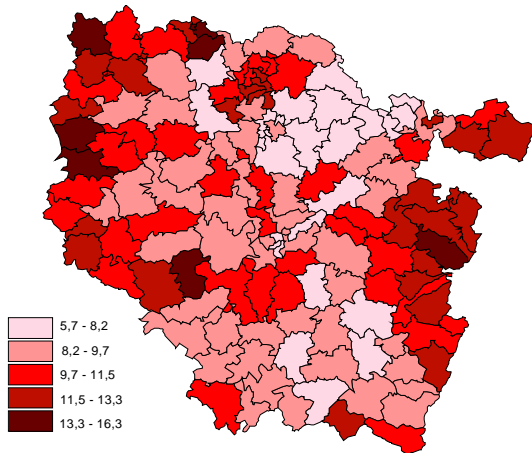 5,7 - 8,2
8,2 - 9,7
9,7 - 11,5
11,5 - 13,3
13,3 - 16,3